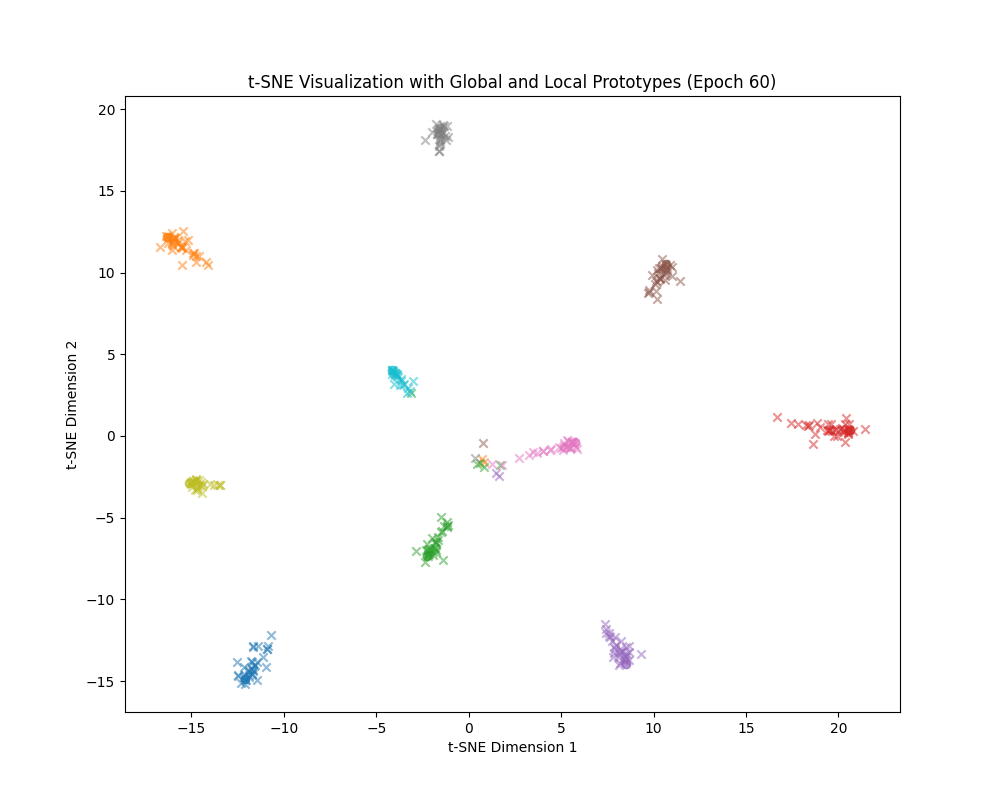 t-SNE Visualization with Global and Local Prototypes (Epoch 60)
20
15
10
5
0
−5
−10
−15
t-SNE Dimension 2
−15 −10 −5 0 5 10 15 20
t-SNE Dimension 1